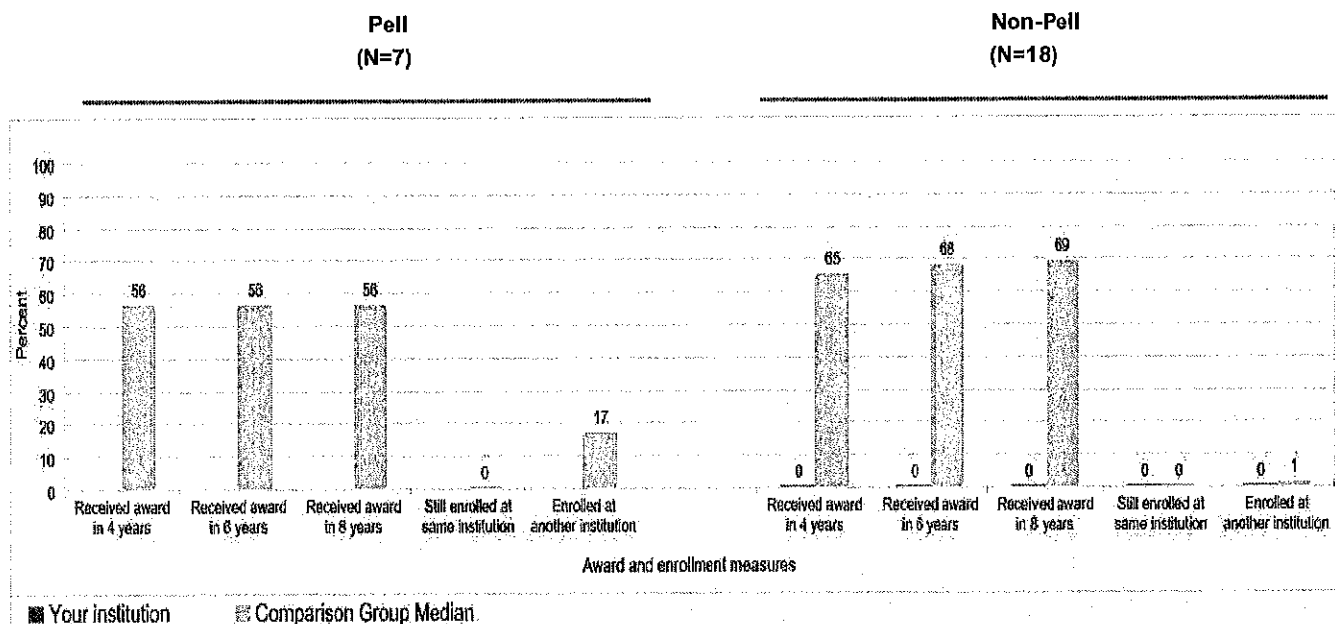 Pell
(N=7)
Non-Pell
(N=18)
100
90
80
70
60
50
40
30
20
10
0
Percent
56
56
56
0
17
0
65
0
68
0
69
0
0
0
1
Received award
in 4 years
Received award
in 6 years
Received award
in 8 years
Still enrolled at
same institution
Enrolled at
another institution
Received award
in 4 years
Received award
in 6 years
Received award
in 8 years
Still enrolled at
same institution
Enrolled at
another institution
Award and enrollment measures
Your institution
Comparison Group Median